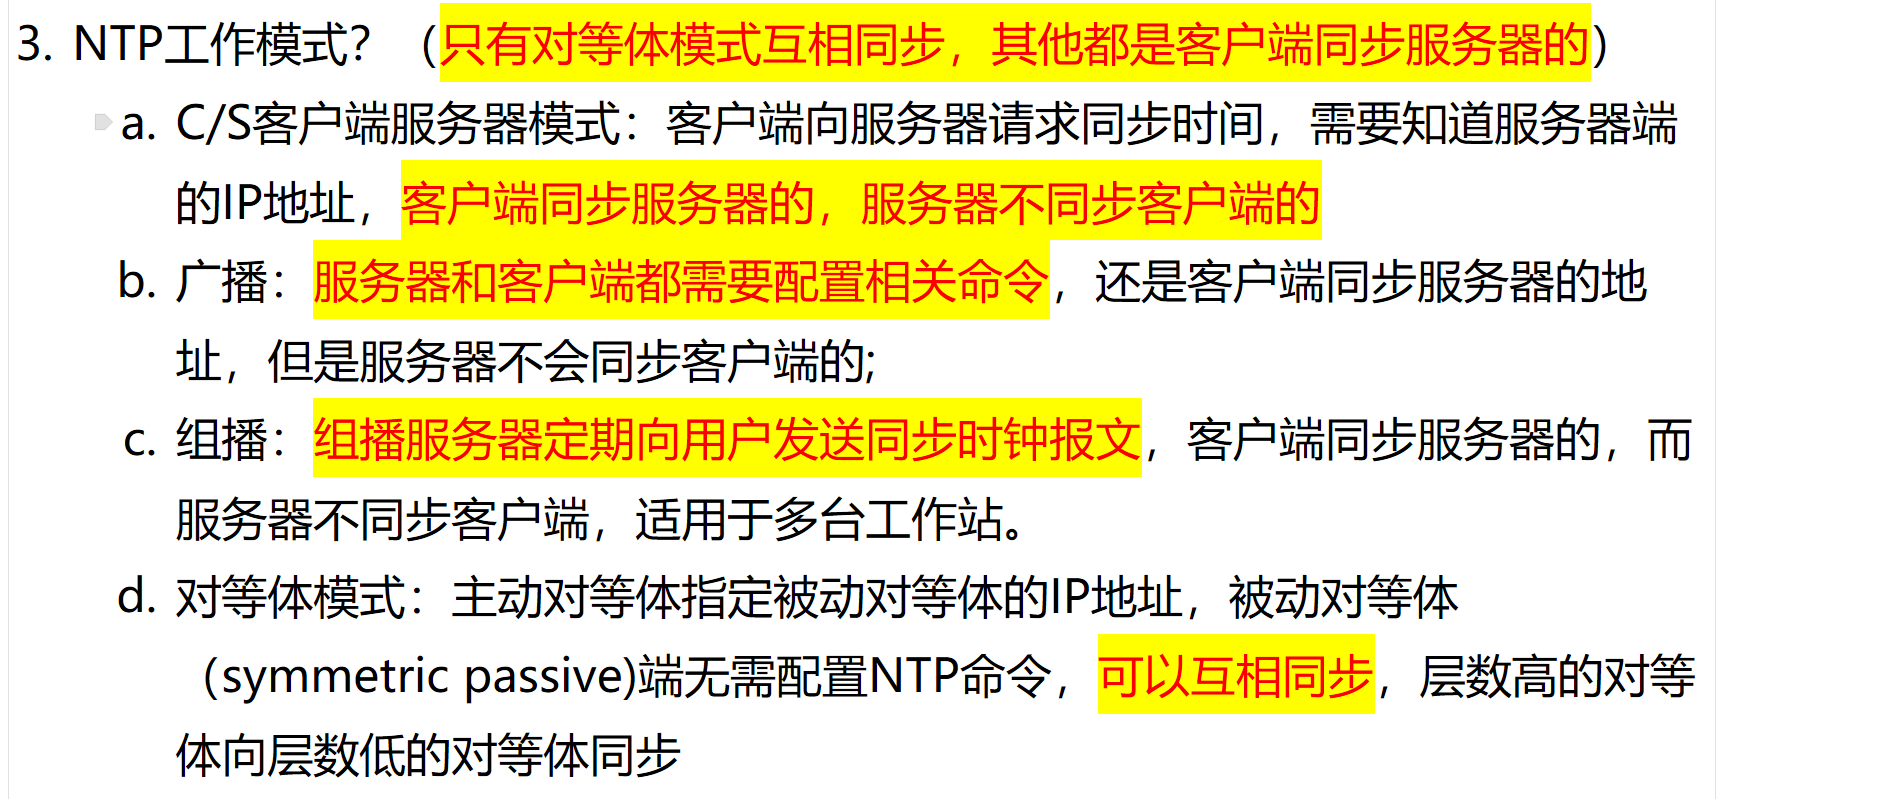 3. NTP工作模式？（只有对等体模式互相同步，其他都是客户端同步服务器的）
a. C/S客户端服务器模式：客户端向服务器请求同步时间，需要知道服务器端
的IP地址，客户端同步服务器的，服务器不同步客户端的
b. 广播：服务器和客户端都需要配置相关命令，还是客户端同步服务器的地
址，但是服务器不会同步客户端的;
c. 组播：组播服务器定期向用户发送同步时钟报文，客户端同步服务器的，而
服务器不同步客户端，适用于多台工作站。
d. 对等体模式：主动对等体指定被动对等体的IP地址，被动对等体
（symmetric passive)端无需配置NTP命令，可以互相同步，层数高的对等
体向层数低的对等体同步